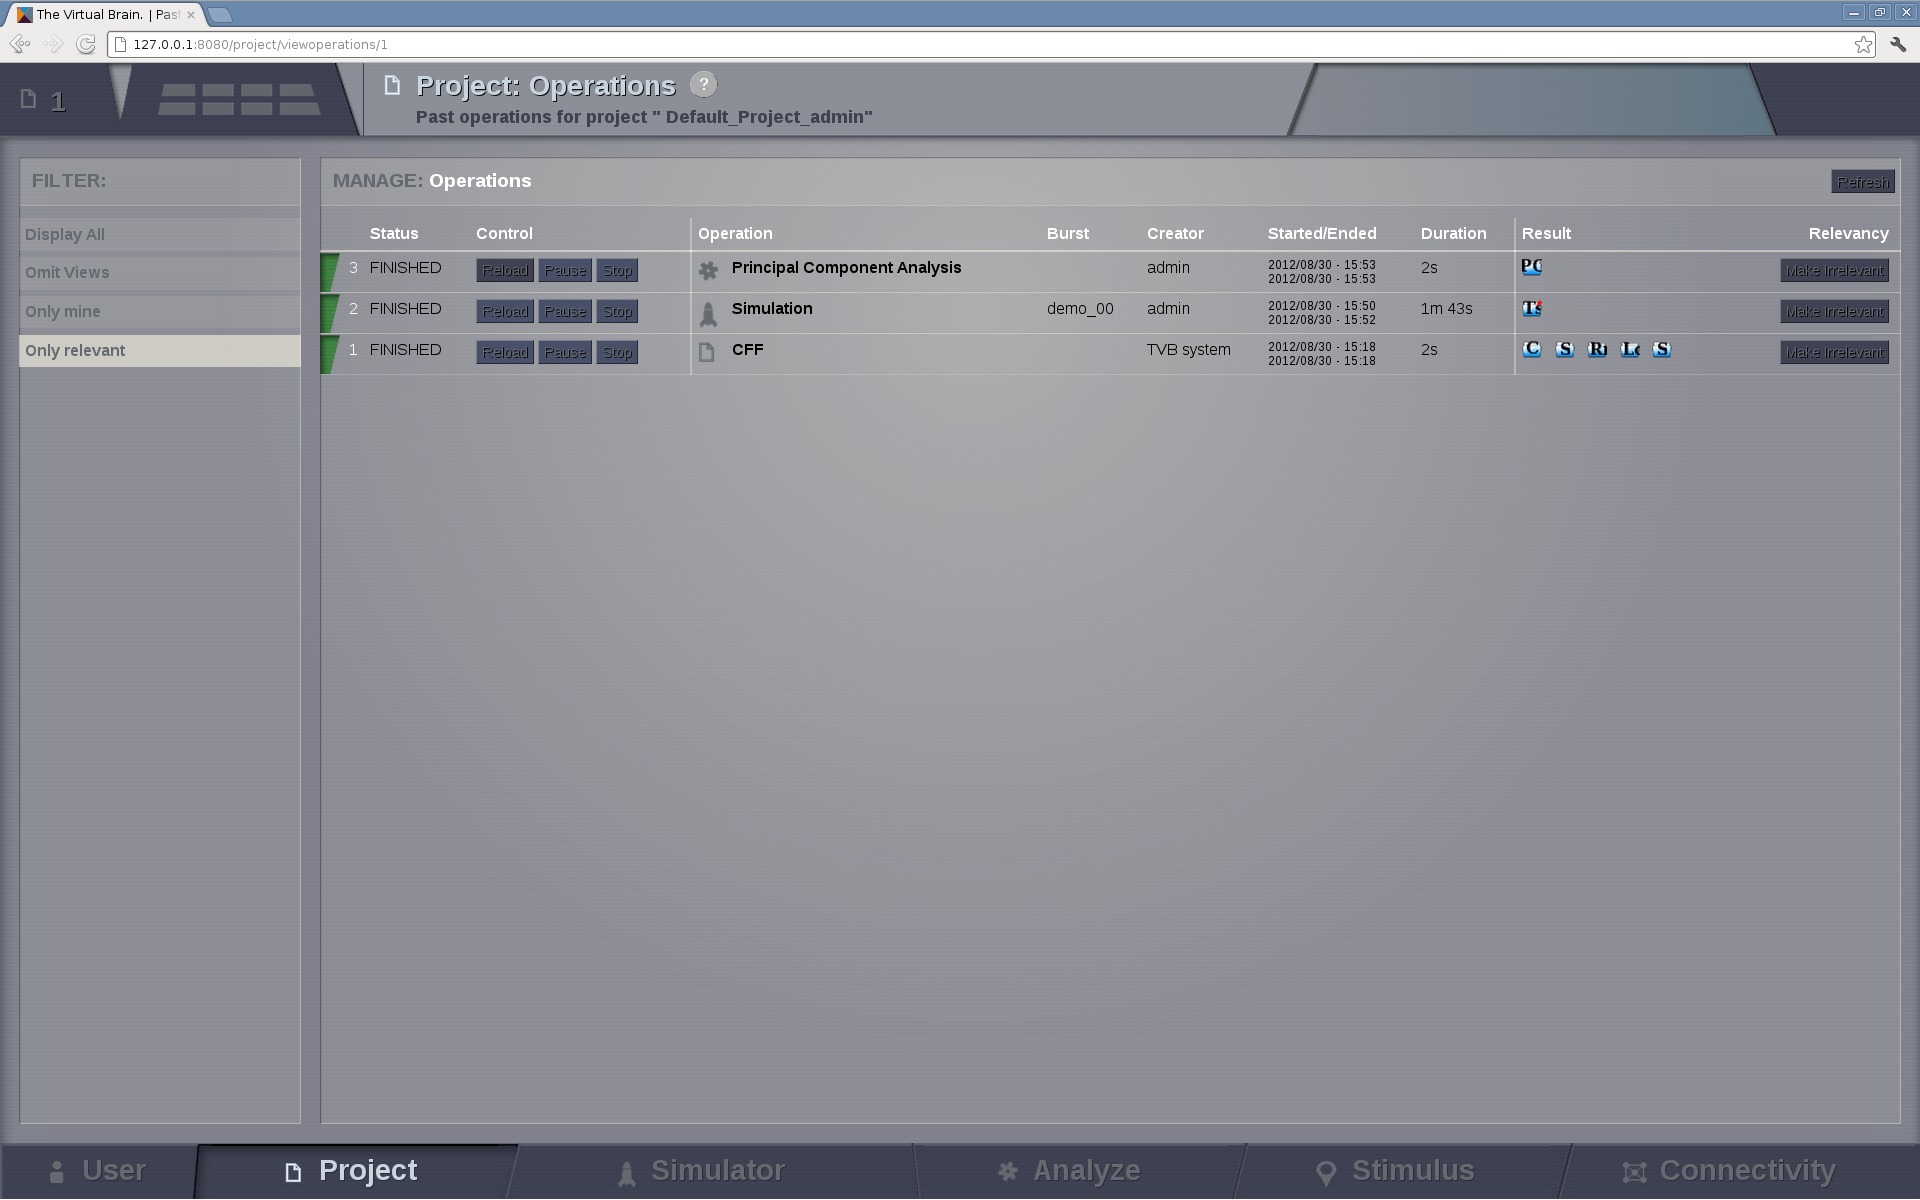 The Virtual Brain. | Pas
127.0.0.1:8080/project/viewoperations/1
1
Project: Operations ?
Past operations for project " Default_Project_admin"
FILTER:
Display All
Omit Views
Only mine
Only relevant
MANAGE: Operations
Refresh
Status Control Operation Burst Creator Started/Ended Duration Result Relevancy
3 FINISHED Reload Pause Stop Principal Component Analysis admin 2012/08/30 - 15:53 2s PC Make Irrelevant
2012/08/30 - 15:53
2 FINISHED Reload Pause Stop Simulation demo_00 admin 2012/08/30 - 15:50 1m 43s Ts Make Irrelevant
2012/08/30 - 15:52
1 FINISHED Reload Pause Stop CFF TVB system 2012/08/30 - 15:18 2s C S R L S Make Irrelevant
2012/08/30 - 15:18
User Project Simulator Analyze Stimulus Connectivity